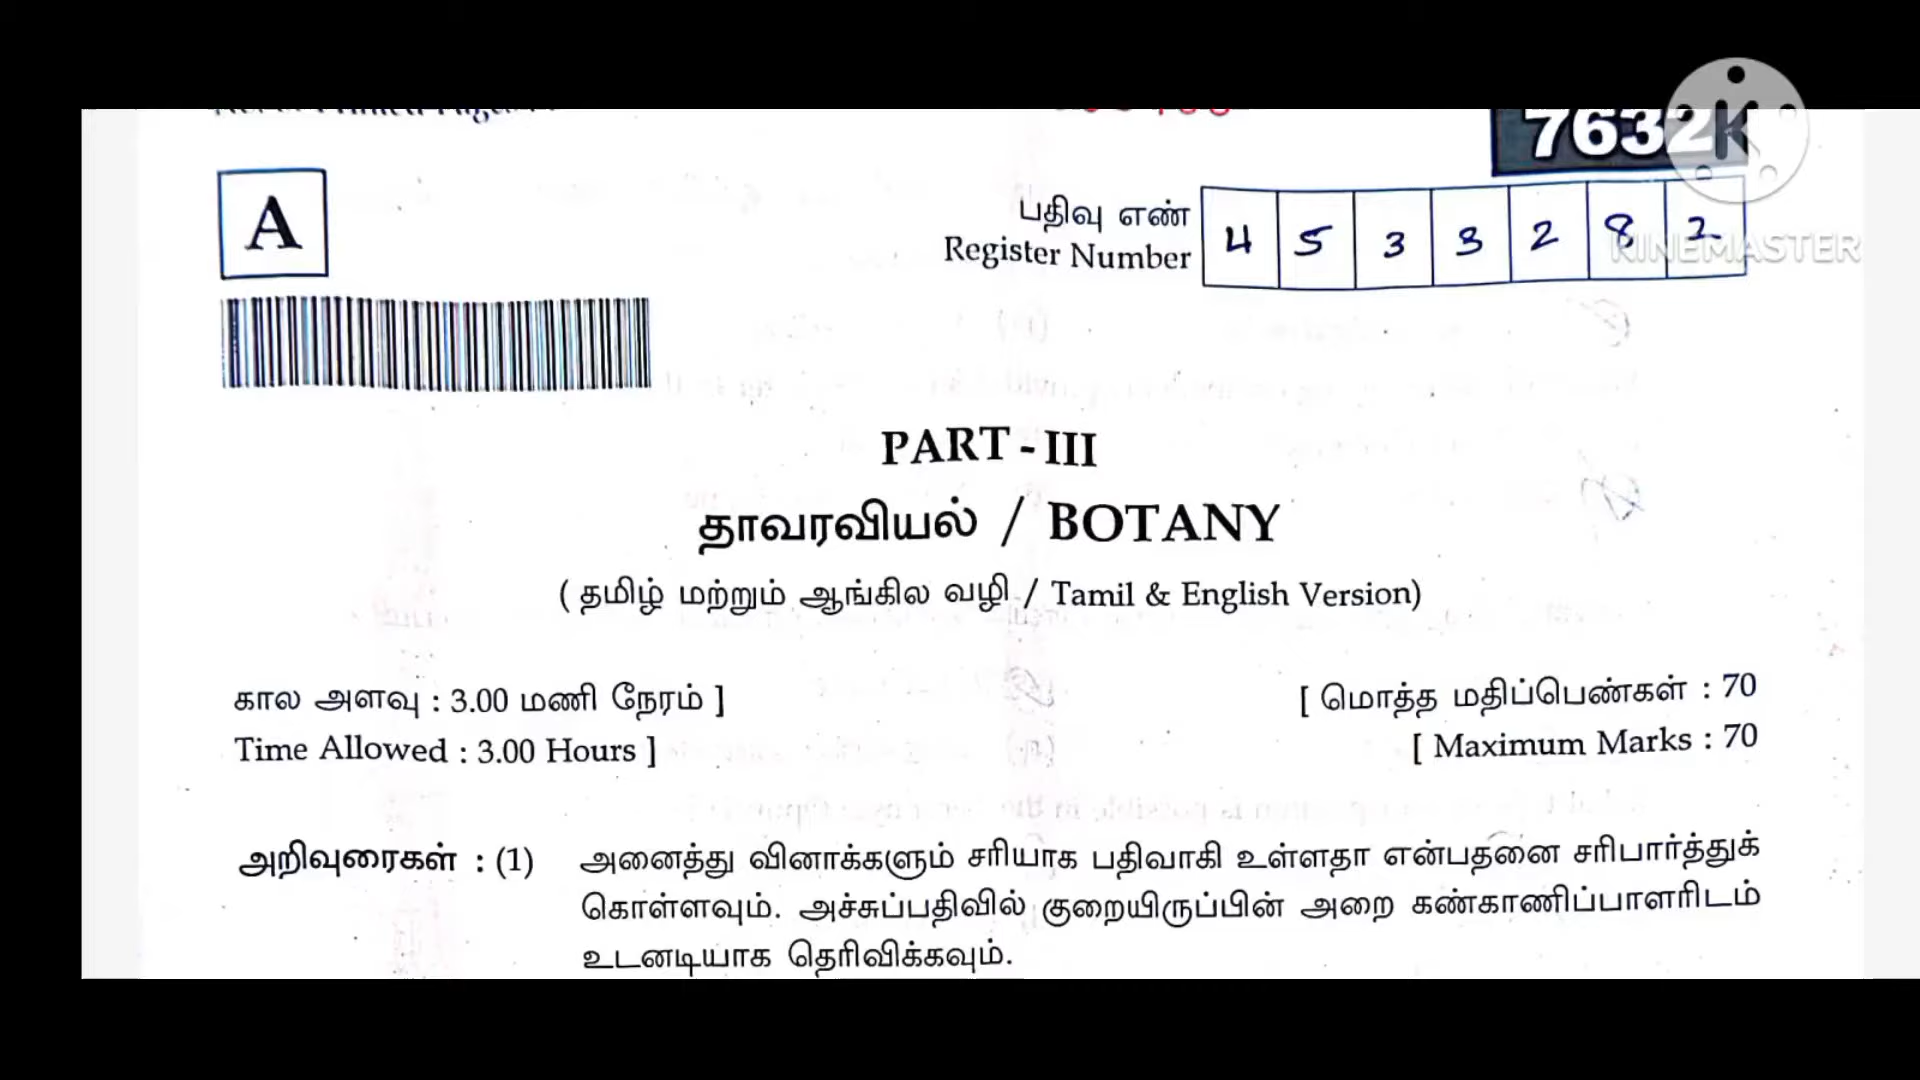 7632
K
A
பதிவு எண்
Register Number
4 5 3 3 2 8 2
KINEMASTER
PART - III
தாவரவியல் / BOTANY
( தமிழ் மற்றும் ஆங்கில வழி / Tamil & English Version)
கால அளவு : 3.00 மணி நேரம் ]
[ மொத்த மதிப்பெண்கள் : 70
Time Allowed : 3.00 Hours ]
[ Maximum Marks : 70
அறிவுரைகள் : (1) அனைத்து வினாக்களும் சரியாக பதிவாகி உள்ளதா என்பதனை சரிபார்த்துக்
கொள்ளவும். அச்சுப்பதிவில் குறையிருப்பின் அறை கண்காணிப்பாளரிடம்
உடனடியாக தெரிவிக்கவும்.